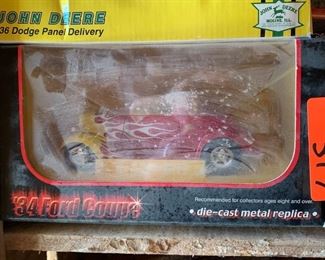 JOHN DEERE
36 Dodge Panel Delivery
JOHN DEERE
MOLINE, ILL.
'34 Ford Coupe
Recommended for collectors ages eight and over.
• die-cast metal replica •